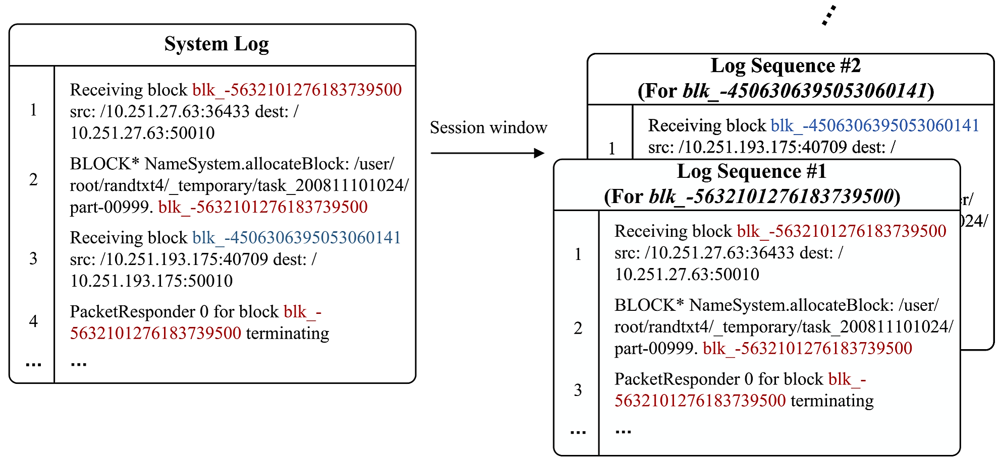 System Log
1
Receiving block blk_-5632101276183739500
src: /10.251.27.63:36433 dest: /
10.251.27.63:50010
2
BLOCK* NameSystem.allocateBlock: /user/
root/randtxt4/_temporary/task_200811101024/
part-00999. blk_-5632101276183739500
3
Receiving block blk_-4506306395053060141
src: /10.251.193.175:40709 dest: /
10.251.193.175:50010
4
PacketResponder 0 for block blk_-
5632101276183739500 terminating
...
...
Session window
Log Sequence #2
(For blk_-4506306395053060141)
1
Receiving block blk_-4506306395053060141
src: /10.251.193.175:40709 dest: /
er/
024/
Log Sequence #1
(For blk_-5632101276183739500)
1
Receiving block blk_-5632101276183739500
src: /10.251.27.63:36433 dest: /
10.251.27.63:50010
2
BLOCK* NameSystem.allocateBlock: /user/
root/randtxt4/_temporary/task_200811101024/
part-00999. blk_-5632101276183739500
3
PacketResponder 0 for block blk_-
5632101276183739500 terminating
...
...